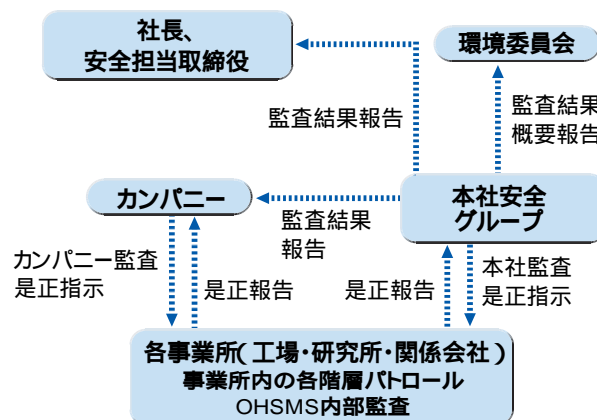 社長、
安全担当取締役
環境委員会
監査結果報告
監査結果
概要報告
カンパニー
監査結果
報告
本社安全
グループ
カンパニー監査
是正指示
是正報告
是正報告
本社監査
是正指示
各事業所(工場・研究所・関係会社)
事業所内の各階層パトロール
OHSMS内部監査